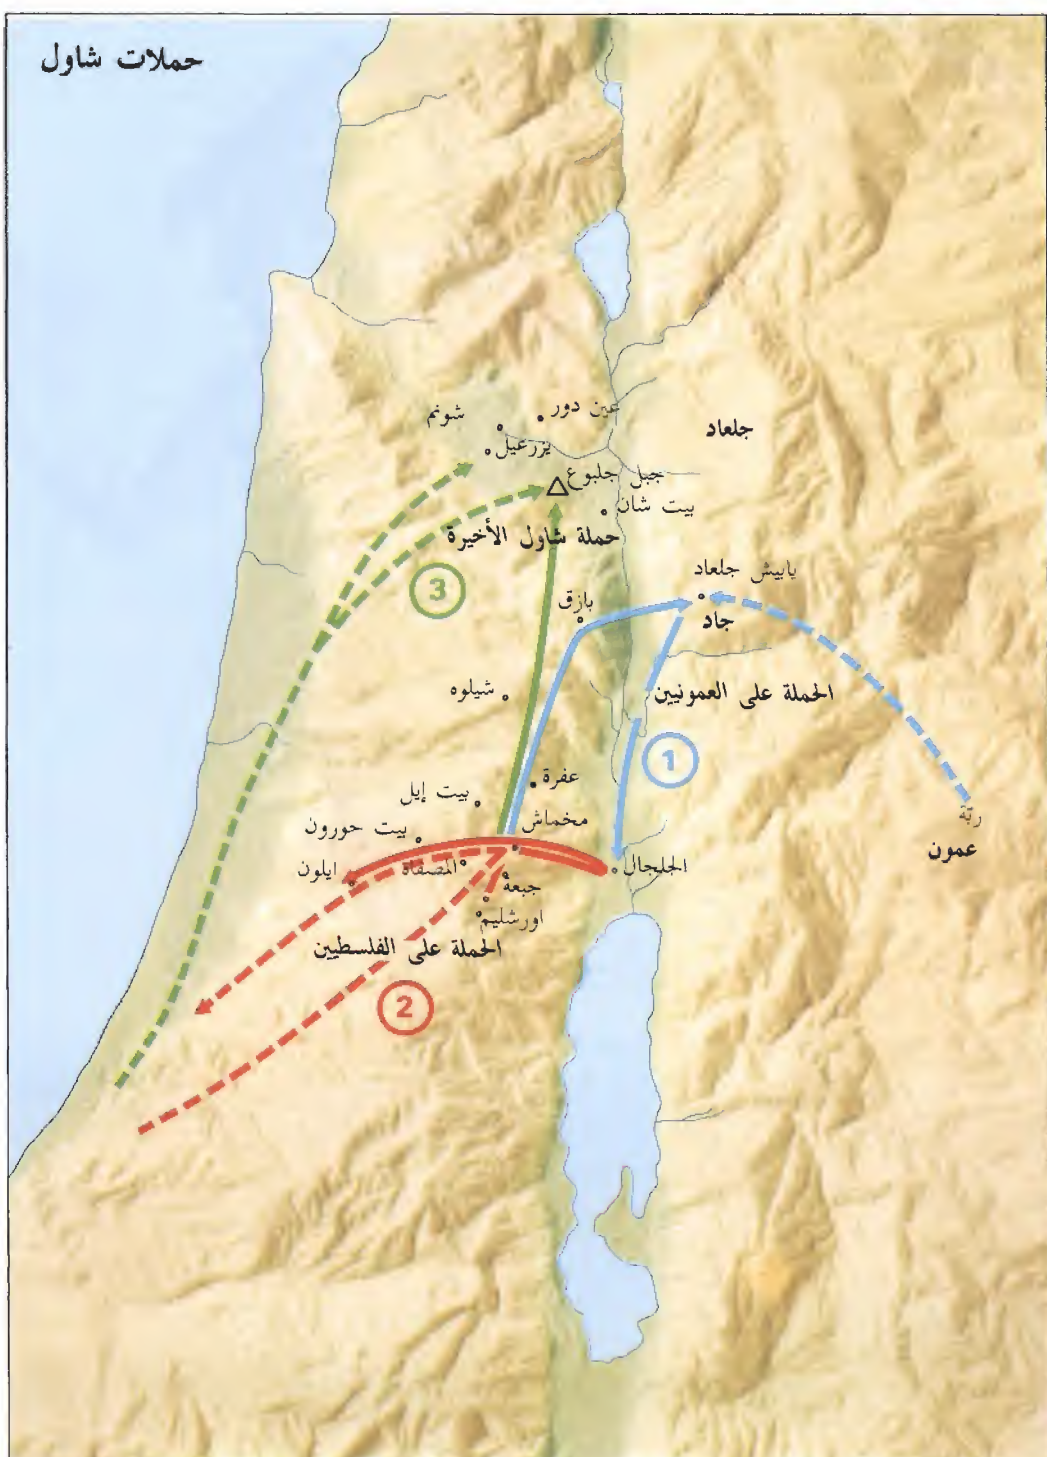 حملات شاول
عين دور
شونم
يزرعيل
جلعاد
جبل جلبوع
بيت شان
حملة شاول الأخيرة
3
يابيش جلعاد
بازق
جاد
شيلوه
الحملة على العمونيين
1
عفرة
بيت إيل
ربّة
مخماش
بيت حورون
عمون
المصفاة
ايلون
الجلجال
جبعة
اورشليم
الحملة على الفلسطيين
2